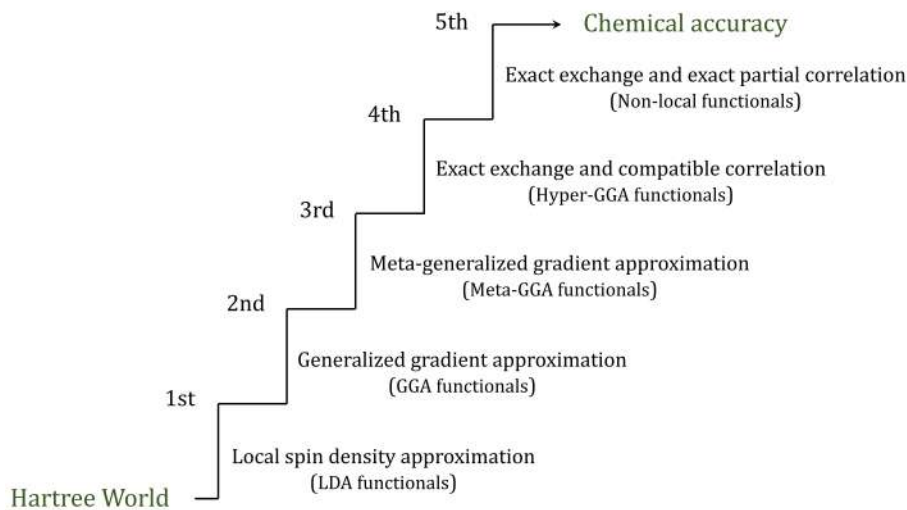 5th
Chemical accuracy
Exact exchange and exact partial correlation
(Non-local functionals)
4th
Exact exchange and compatible correlation
(Hyper-GGA functionals)
3rd
Meta-generalized gradient approximation
(Meta-GGA functionals)
2nd
Generalized gradient approximation
(GGA functionals)
1st
Local spin density approximation
(LDA functionals)
Hartree World